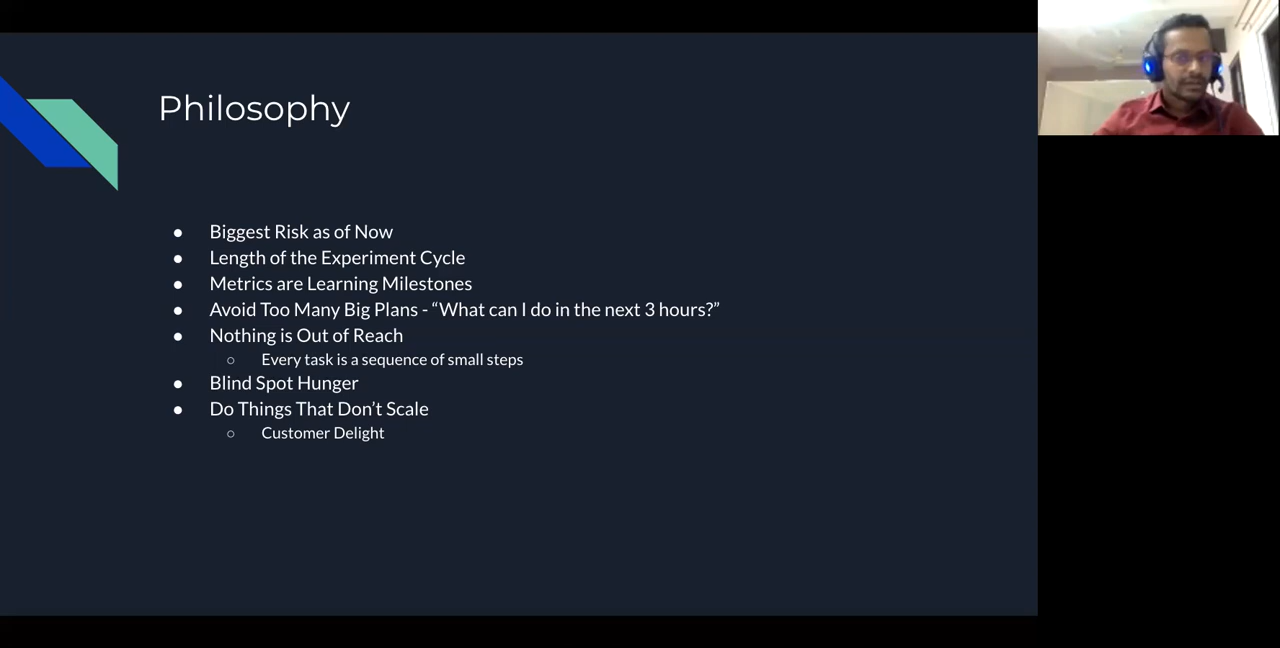 Philosophy
● Biggest Risk as of Now
● Length of the Experiment Cycle
● Metrics are Learning Milestones
● Avoid Too Many Big Plans - “What can I do in the next 3 hours?”
● Nothing is Out of Reach
○ Every task is a sequence of small steps
● Blind Spot Hunger
● Do Things That Don’t Scale
○ Customer Delight